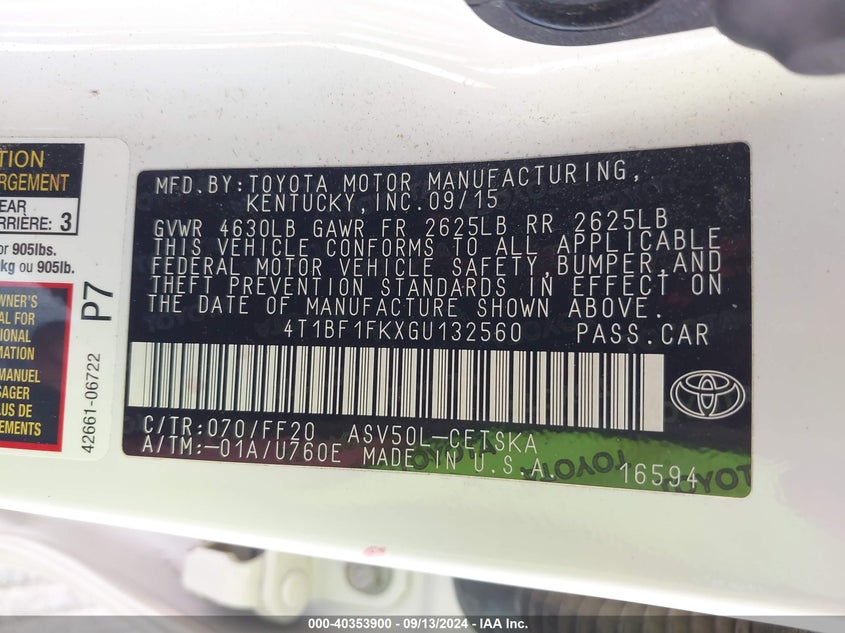 TION
RGEMENT
EAR
RRIÈRE: 3
or 905lbs.
kg ou 905lb.
WNER'S
AL FOR
TIONAL
MATION
MANUEL
SAGER
LUS DE
P7
42661-06722
MFD.BY:TOYOTA MOTOR MANUFACTURING,
KENTUCKY,INC.09/15
GVWR 4630LB GAWR FR 2625LB RR 2625LB
THIS VEHICLE CONFORMS TO ALL APPLICABLE
FEDERAL MOTOR VEHICLE SAFETY,BUMPER,AND
THEFT PREVENTION STANDARDS IN EFFECT ON
THE DATE OF MANUFACTURE SHOWN ABOVE.
4T1BF1FKXGU132560 PASS.CAR
C/TR:070/FF20 ASV50L-CETSKA
A/TM:-01A/U760E MADE IN U.S.A. 16594
TOYOTA TOYOTA TOYOTA
000-40353900 - 09/13/2024 - IAA Inc.